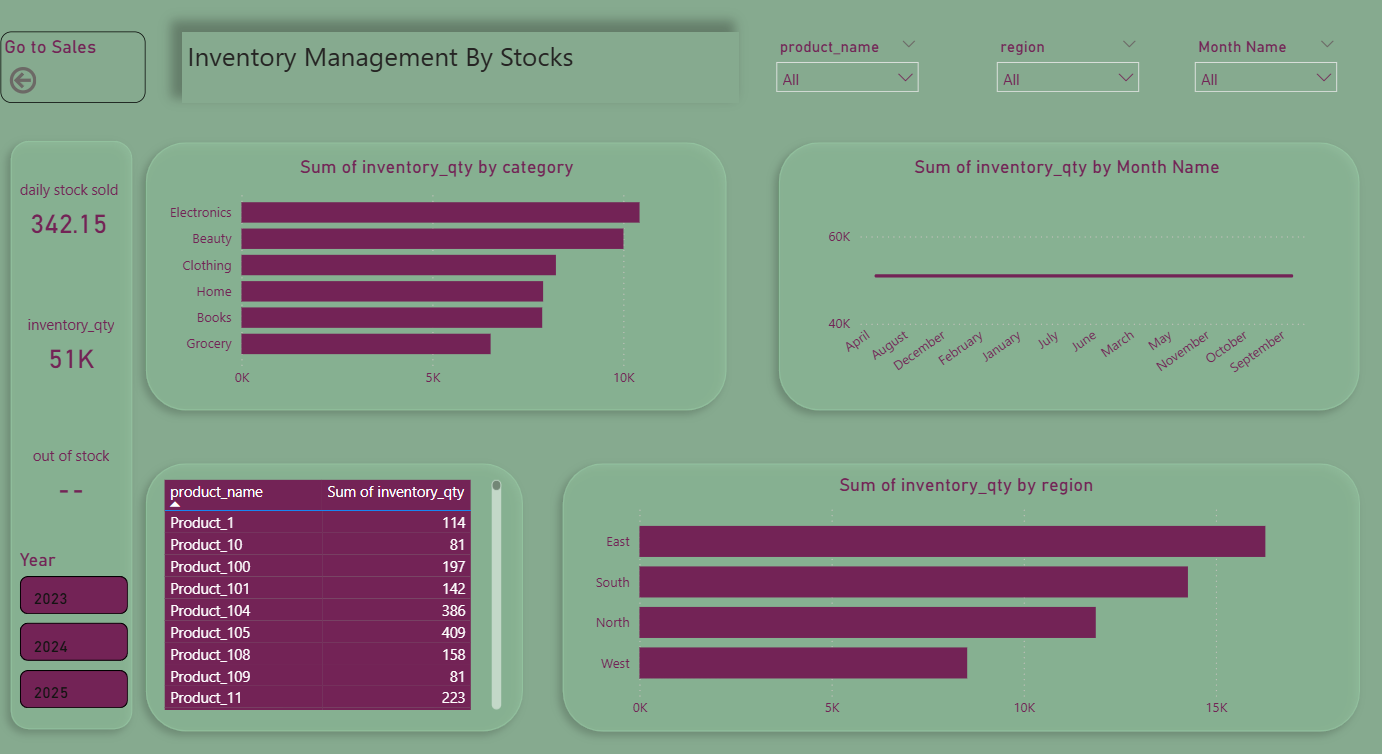 Go to Sales
Inventory Management By Stocks
product_name
All
region
All
Month Name
All
daily stock sold
342.15
inventory_qty
51K
out of stock
--
Year
2023
2024
2025
Sum of inventory_qty by category
Electronics
Beauty
Clothing
Home
Books
Grocery
0K 5K 10K
Sum of inventory_qty by Month Name
60K
40K
April August December February January July June March May November October September
product_name Sum of inventory_qty
Product_1 114
Product_10 81
Product_100 197
Product_101 142
Product_104 386
Product_105 409
Product_108 158
Product_109 81
Product_11 223
Sum of inventory_qty by region
East
South
North
West
0K 5K 10K 15K